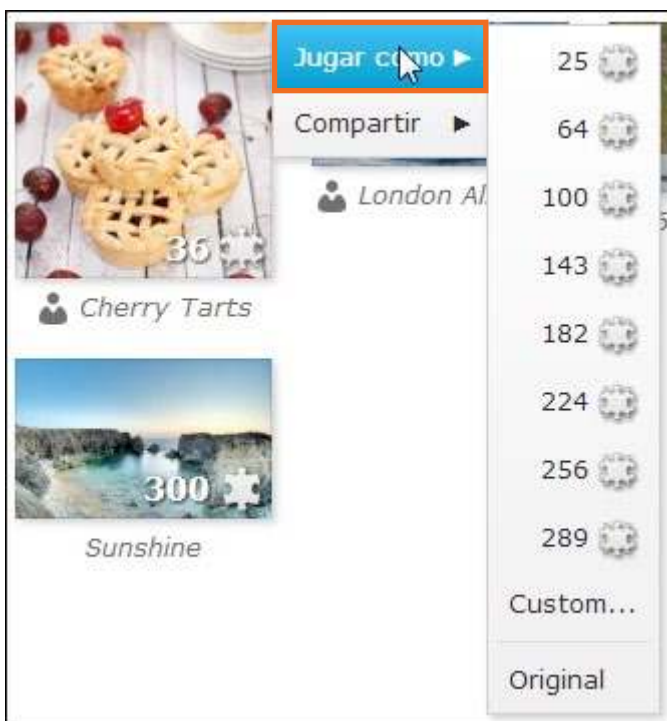 Jugar como
Compartir
36
Cherry Tarts
London Al
300
Sunshine
25
64
100
143
182
224
256
289
Custom...
Original